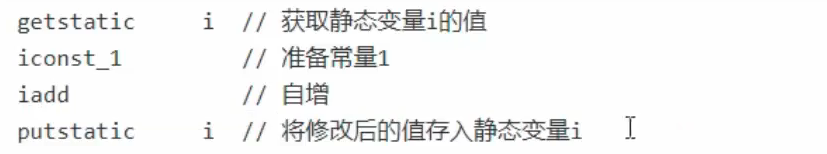 getstatic     i  // 获取静态变量i的值
iconst_1         // 准备常量1
iadd             // 自增
putstatic     i  // 将修改后的值存入静态变量i